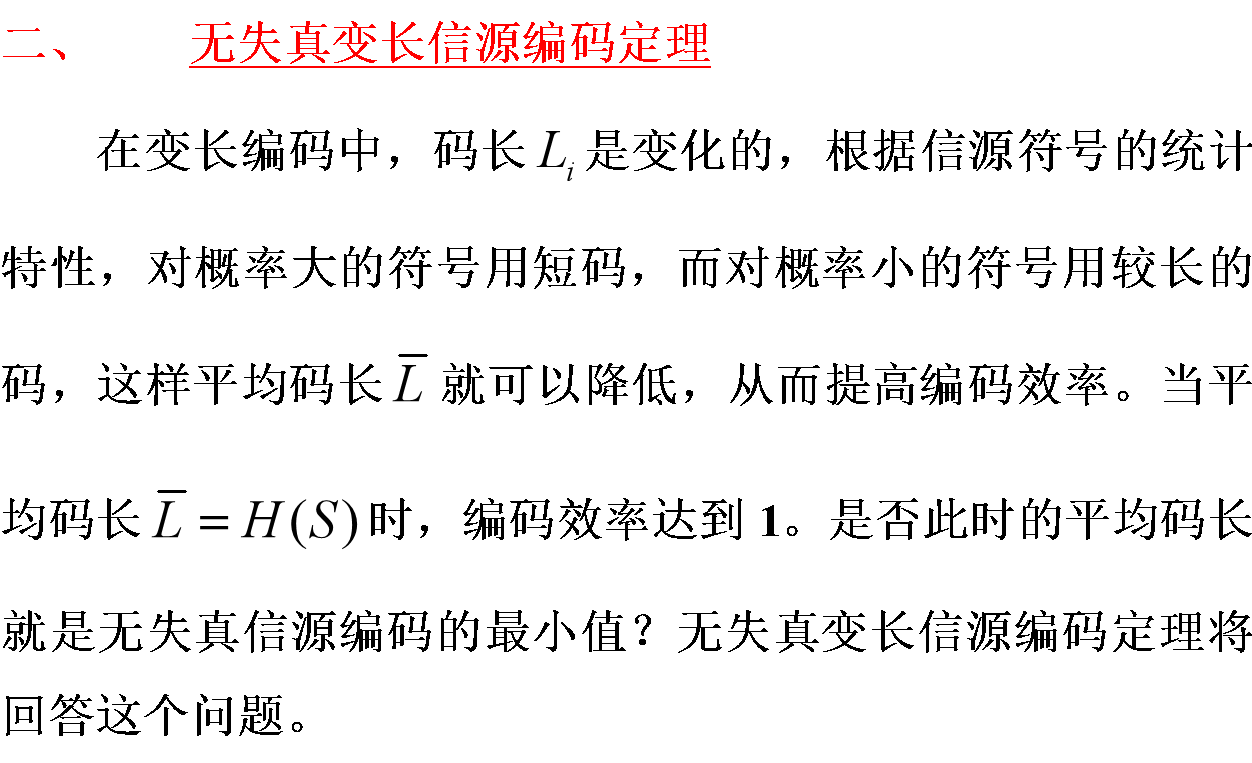 二、 无失真变长信源编码定理
在变长编码中，码长 Lᵢ 是变化的，根据信源符号的统计
特性，对概率大的符号用短码，而对概率小的符号用较长的
码，这样平均码长 L̅ 就可以降低，从而提高编码效率。当平
均码长 L̅ = H(S) 时，编码效率达到 1。是否此时的平均码长
就是无失真信源编码的最小值？无失真变长信源编码定理将
回答这个问题。